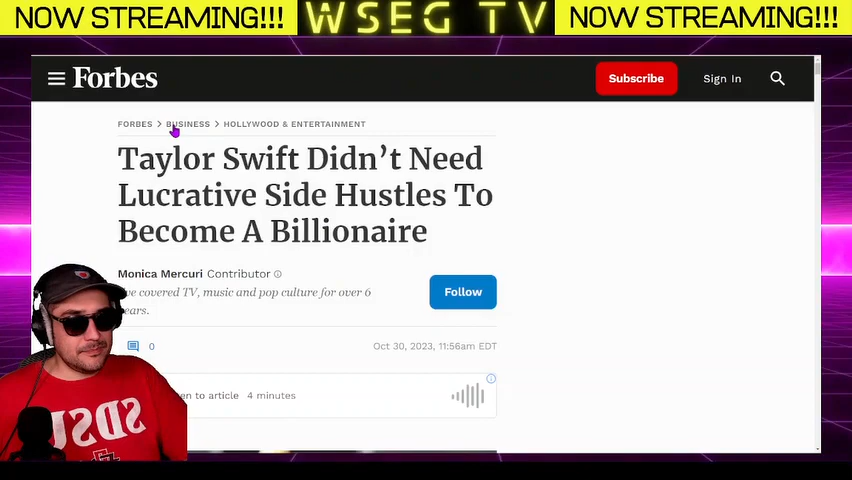 NOW STREAMING!!! WSEG TV NOW STREAMING!!!
Forbes Subscribe Sign In
FORBES > BUSINESS > HOLLYWOOD & ENTERTAINMENT
Taylor Swift Didn’t Need
Lucrative Side Hustles To
Become A Billionaire
Monica Mercuri Contributor
covered TV, music and pop culture for over 6
Follow
0 Oct 30, 2023, 11:56am EDT
to article 4 minutes
SDSU